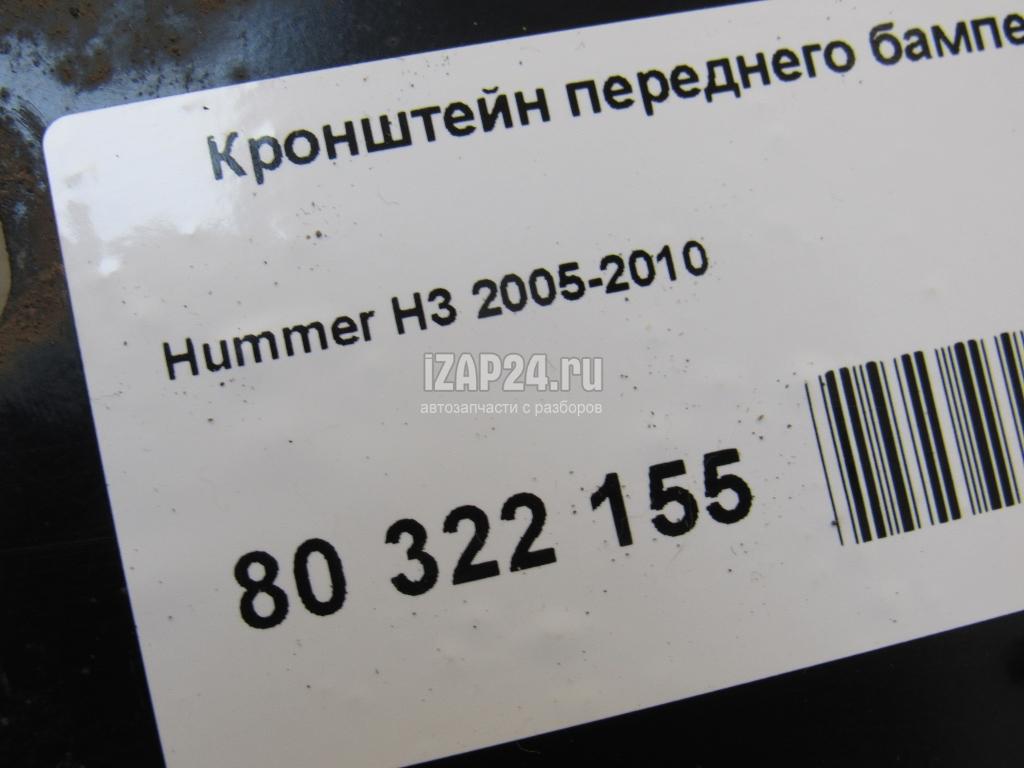 Кронштейн переднего бампе
Hummer H3 2005-2010
iZAP24.ru
автозапчасти с разборов
80 322 155